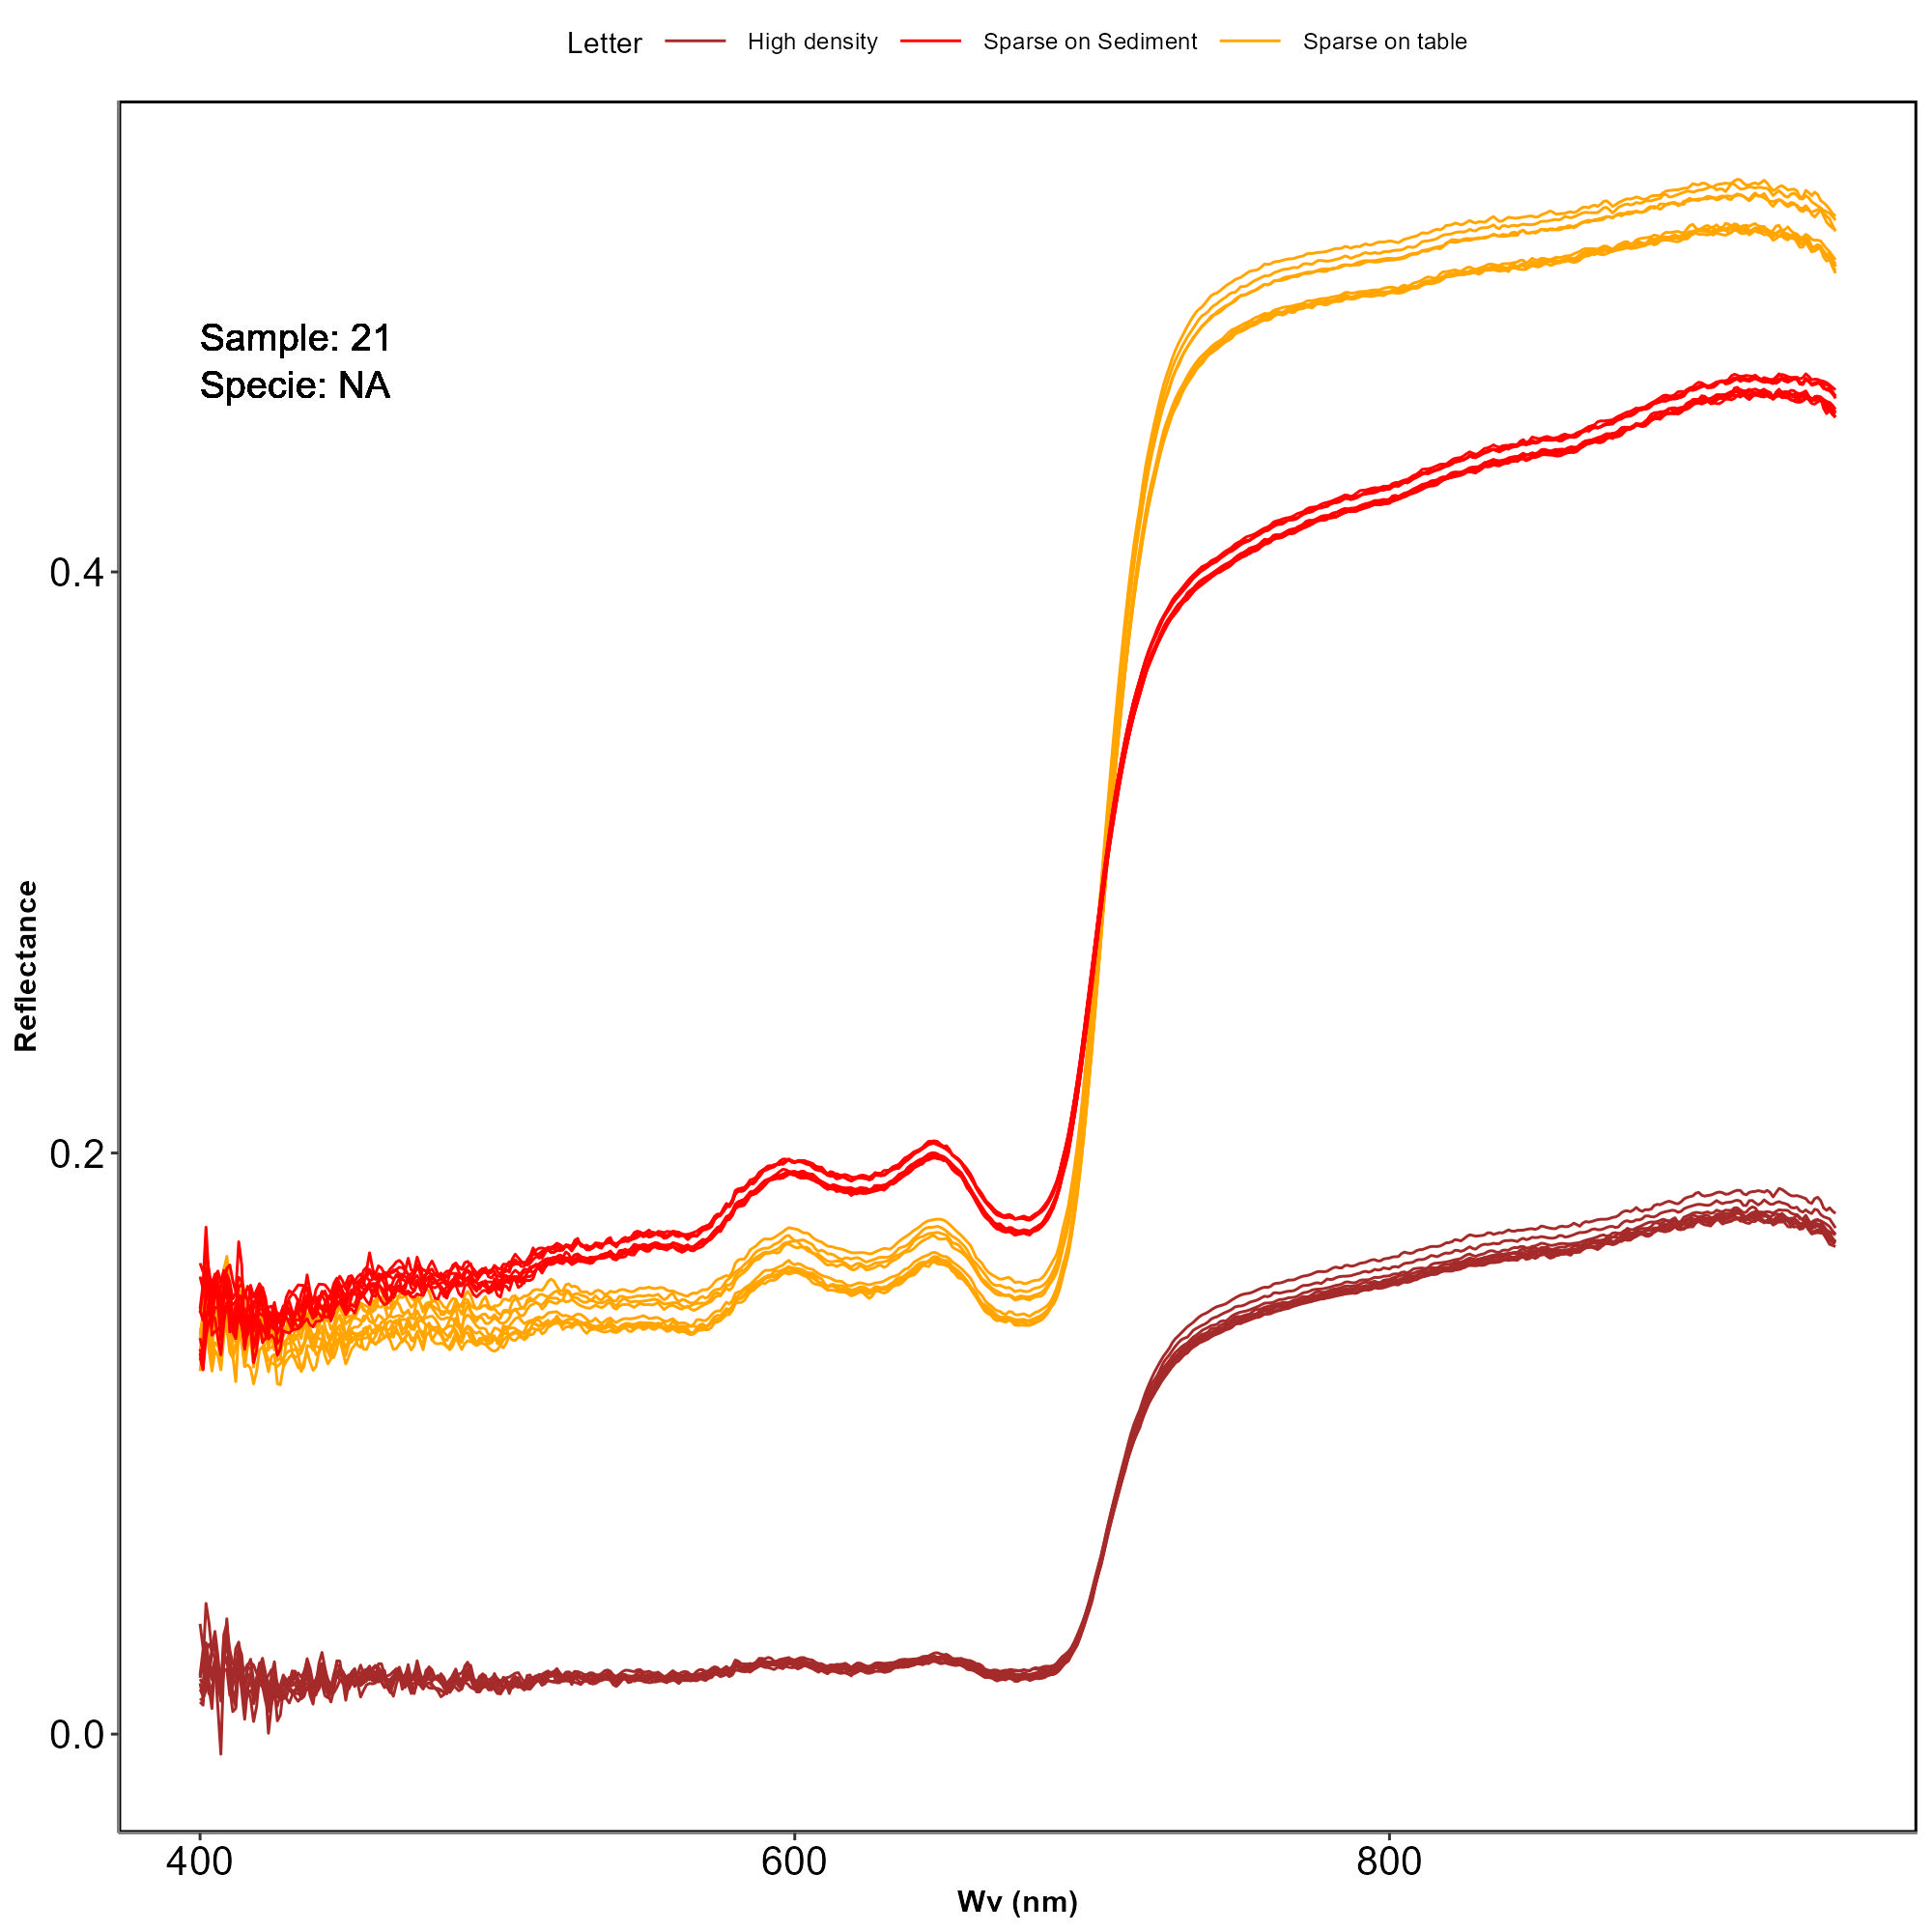 Letter High density Sparse on Sediment Sparse on table
Sample: 21
Specie: NA
0.4
0.2
0.0
Reflectance
400 600 800
Wv (nm)